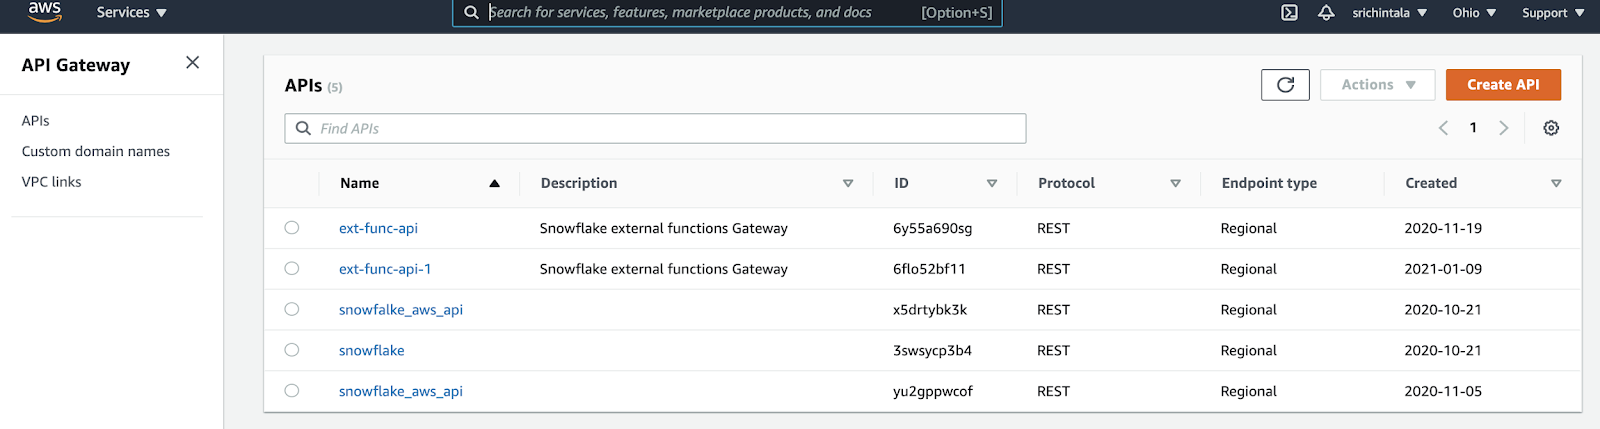 aws Services Search for services, features, marketplace products, and docs [Option+S] srichintala Ohio Support
API Gateway
APIs
Custom domain names
VPC links
APIs (5) Actions Create API
Find APIs 1
Name Description ID Protocol Endpoint type Created
ext-func-api Snowflake external functions Gateway 6y55a690sg REST Regional 2020-11-19
ext-func-api-1 Snowflake external functions Gateway 6flo52bf11 REST Regional 2021-01-09
snowfalke_aws_api x5drtybk3k REST Regional 2020-10-21
snowflake 3swsycp3b4 REST Regional 2020-10-21
snowflake_aws_api yu2gppwcof REST Regional 2020-11-05